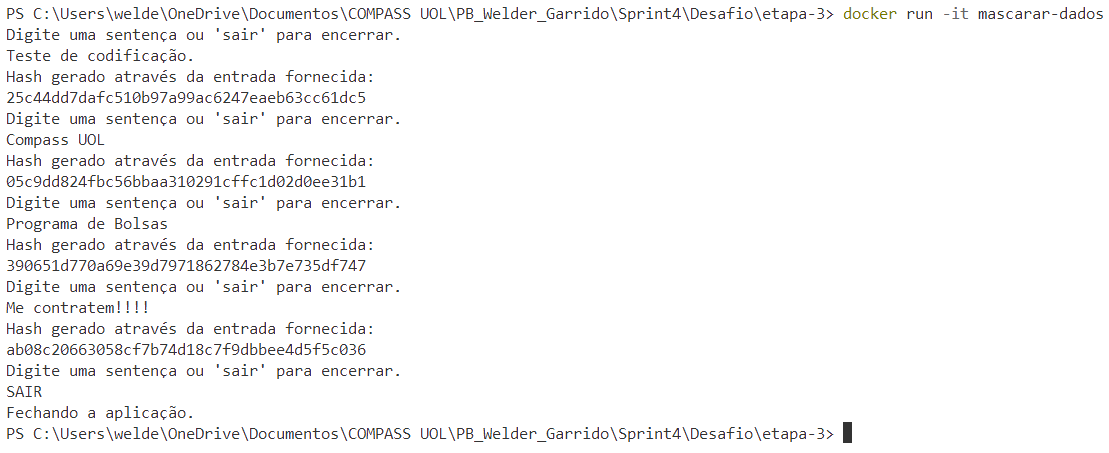 PS C:\Users\welde\OneDrive\Documentos\COMPASS UOL\PB_Welder_Garrido\Sprint4\Desafio\etapa-3> docker run -it mascarar-dados
Digite uma sentença ou 'sair' para encerrar.
Teste de codificação.
Hash gerado através da entrada fornecida:
25c44dd7dafc510b97a99ac6247eaeb63cc61dc5
Digite uma sentença ou 'sair' para encerrar.
Compass UOL
Hash gerado através da entrada fornecida:
05c9dd824fbc56bbaa310291cffc1d02d0ee31b1
Digite uma sentença ou 'sair' para encerrar.
Programa de Bolsas
Hash gerado através da entrada fornecida:
390651d770a69e39d7971862784e3b7e735df747
Digite uma sentença ou 'sair' para encerrar.
Me contratem!!!!
Hash gerado através da entrada fornecida:
ab08c20663058cf7b74d18c7f9dbbee4d5f5c036
Digite uma sentença ou 'sair' para encerrar.
SAIR
Fechando a aplicação.
PS C:\Users\welde\OneDrive\Documentos\COMPASS UOL\PB_Welder_Garrido\Sprint4\Desafio\etapa-3>